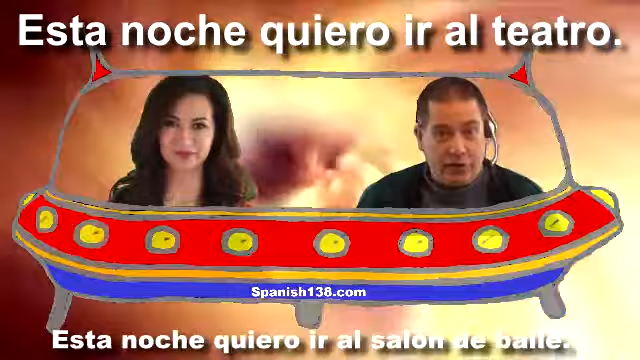 Esta noche quiero ir al teatro.
Spanish138.com
Esta noche quiero ir al salón de baile.